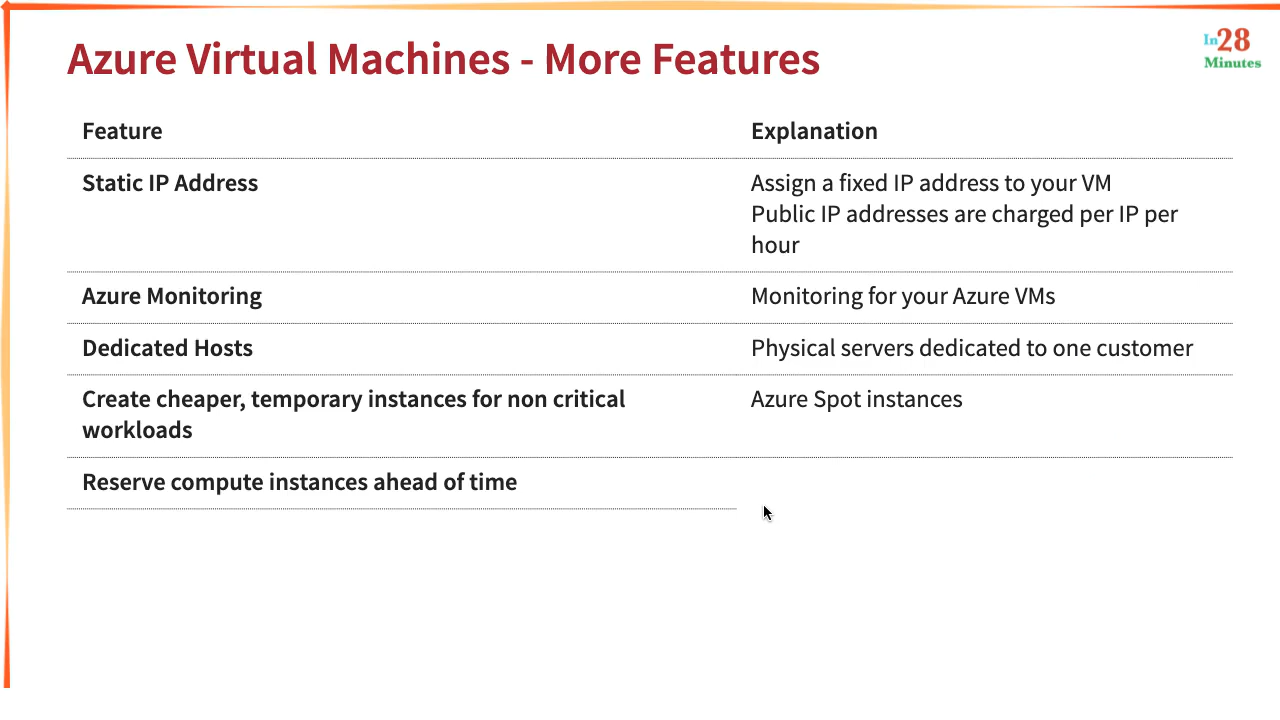 Azure Virtual Machines - More Features
In28
Minutes
Feature
Explanation
Static IP Address
Assign a fixed IP address to your VM
Public IP addresses are charged per IP per
hour
Azure Monitoring
Monitoring for your Azure VMs
Dedicated Hosts
Physical servers dedicated to one customer
Create cheaper, temporary instances for non critical
workloads
Azure Spot instances
Reserve compute instances ahead of time